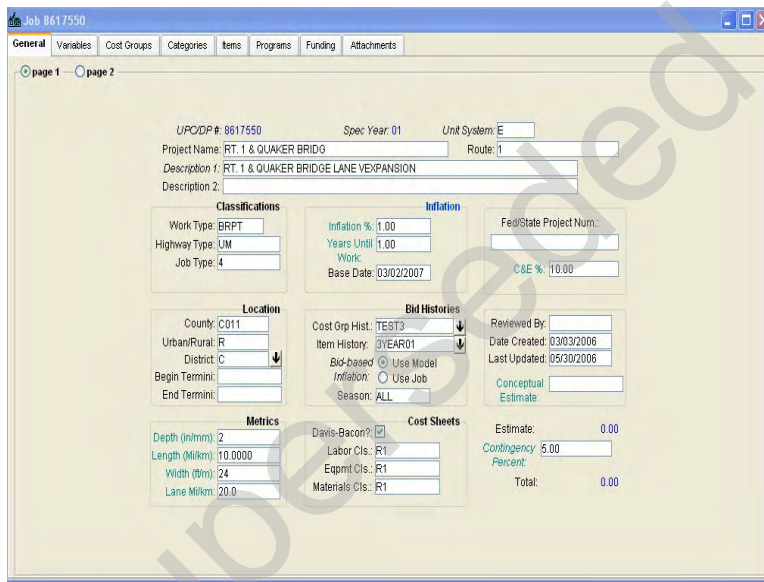 Job 8617550
General Variables Cost Groups Categories Items Programs Funding Attachments
page 1 page 2
UPC/DP #: 8617550 Spec Year: 01 Unit System: E
Project Name: RT. 1 & QUAKER BRIDG Route: 1
Description 1: RT. 1 & QUAKER BRIDGE LANE VEXPANSION
Description 2:
Classifications
Work Type: BRPT
Highway Type: UM
Job Type: 4
Inflation
Inflation %: 1.00
Years Until 1.00
Work:
Base Date: 03/02/2007
Fed/State Project Num.:
C&E %: 10.00
Location
County: C011
Urban/Rural: R
District: C
Begin Termini:
End Termini:
Bid Histories
Cost Grp Hist.: TEST3
Item History: 3YEAR01
Bid-based Use Model
Inflation: Use Job
Season: ALL
Reviewed By:
Date Created: 03/03/2006
Last Updated: 05/30/2006
Conceptual
Estimate:
Metrics
Depth (in/mm): 2
Length (Mi/km): 10.0000
Width (ft/m): 24
Lane Mi/km: 20.0
Cost Sheets
Davis-Bacon?:
Labor Cls.: R1
Eqpmt Cls.: R1
Materials Cls.: R1
Estimate: 0.00
Contingency 5.00
Percent:
Total: 0.00
uperseded